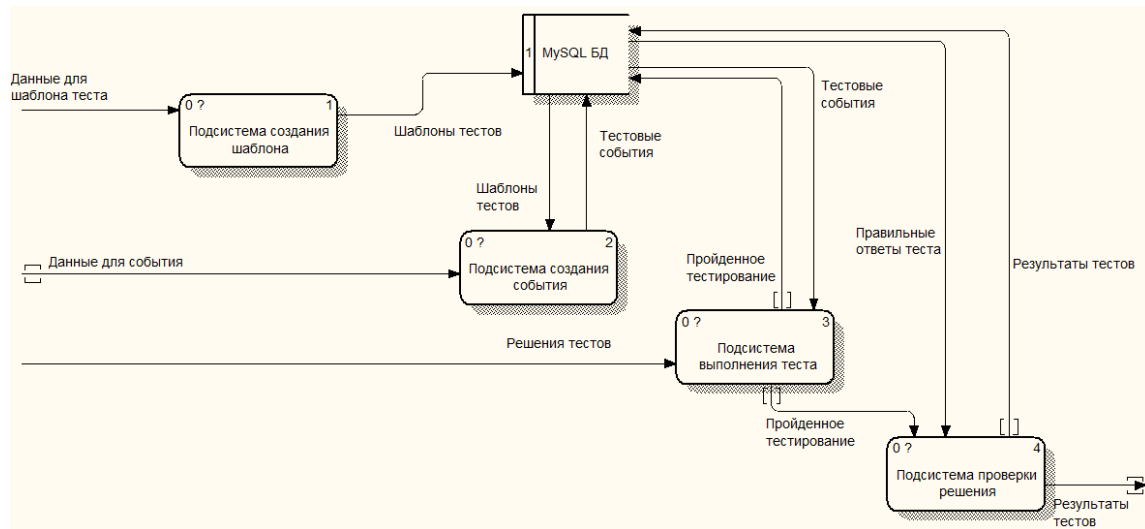 1 MySQL БД
Данные для
шаблона теста
0 ? 1
Подсистема создания
шаблона
Шаблоны тестов
Тестовые
события
Тестовые
события
Шаблоны
тестов
0 ? 2
Подсистема создания
события
Данные для события
Правильные
ответы теста
Пройденное
тестирование
Результаты тестов
0 ? 3
Подсистема
выполнения теста
Решения тестов
Пройденное
тестирование
0 ? 4
Подсистема проверки
решения
Результаты
тестов